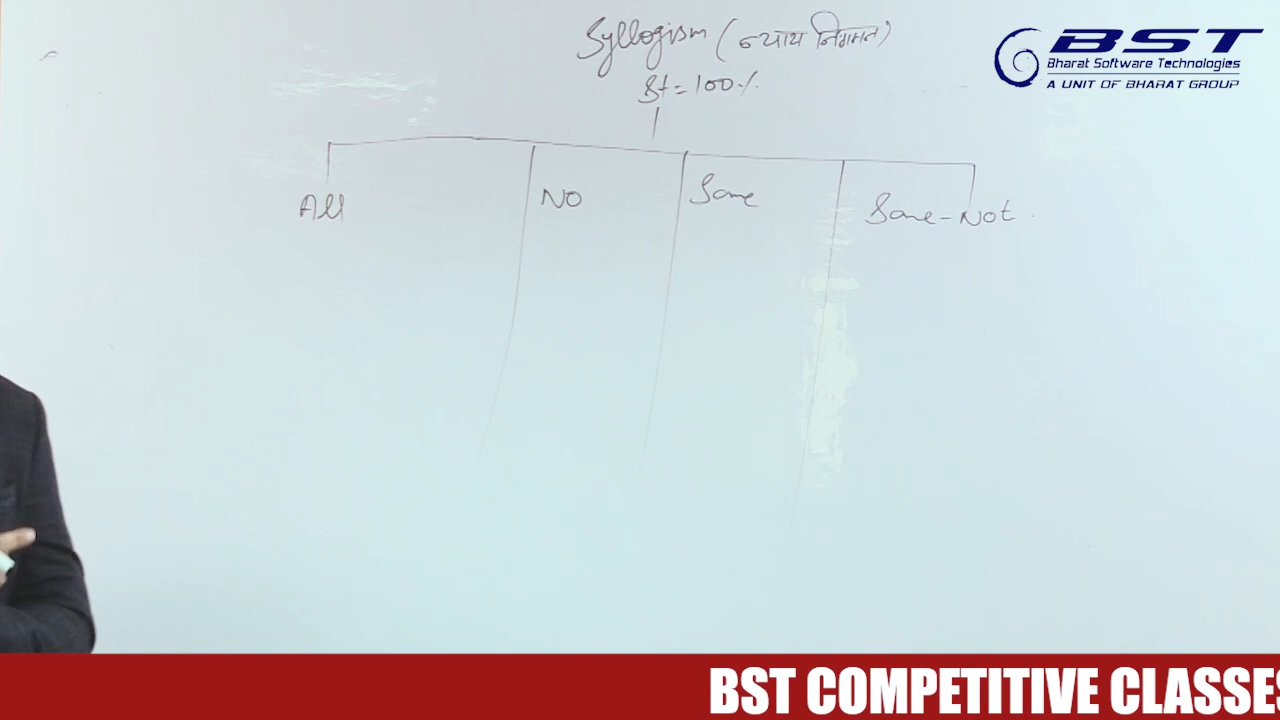 Syllogism (न्याय निगमन)
St = 100%.
All
NO
Some
Some-Not.
BST
Bharat Software Technologies
A UNIT OF BHARAT GROUP
BST COMPETITIVE CLASSES